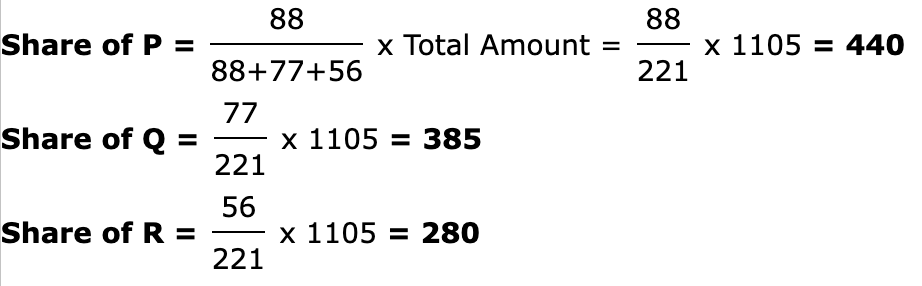 Share of P = 88/88+77+56 x Total Amount = 88/221 x 1105 = 440
Share of Q = 77/221 x 1105 = 385
Share of R = 56/221 x 1105 = 280